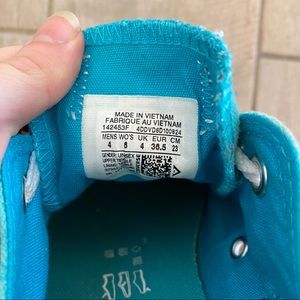 MADE IN VIETNAM
FABRIQUE AU VIETNAM
142453F 4DDVD6D100824
MENS WO'S UK EUR CM
4 6 4 36.5 23
GENDER: UNISEX